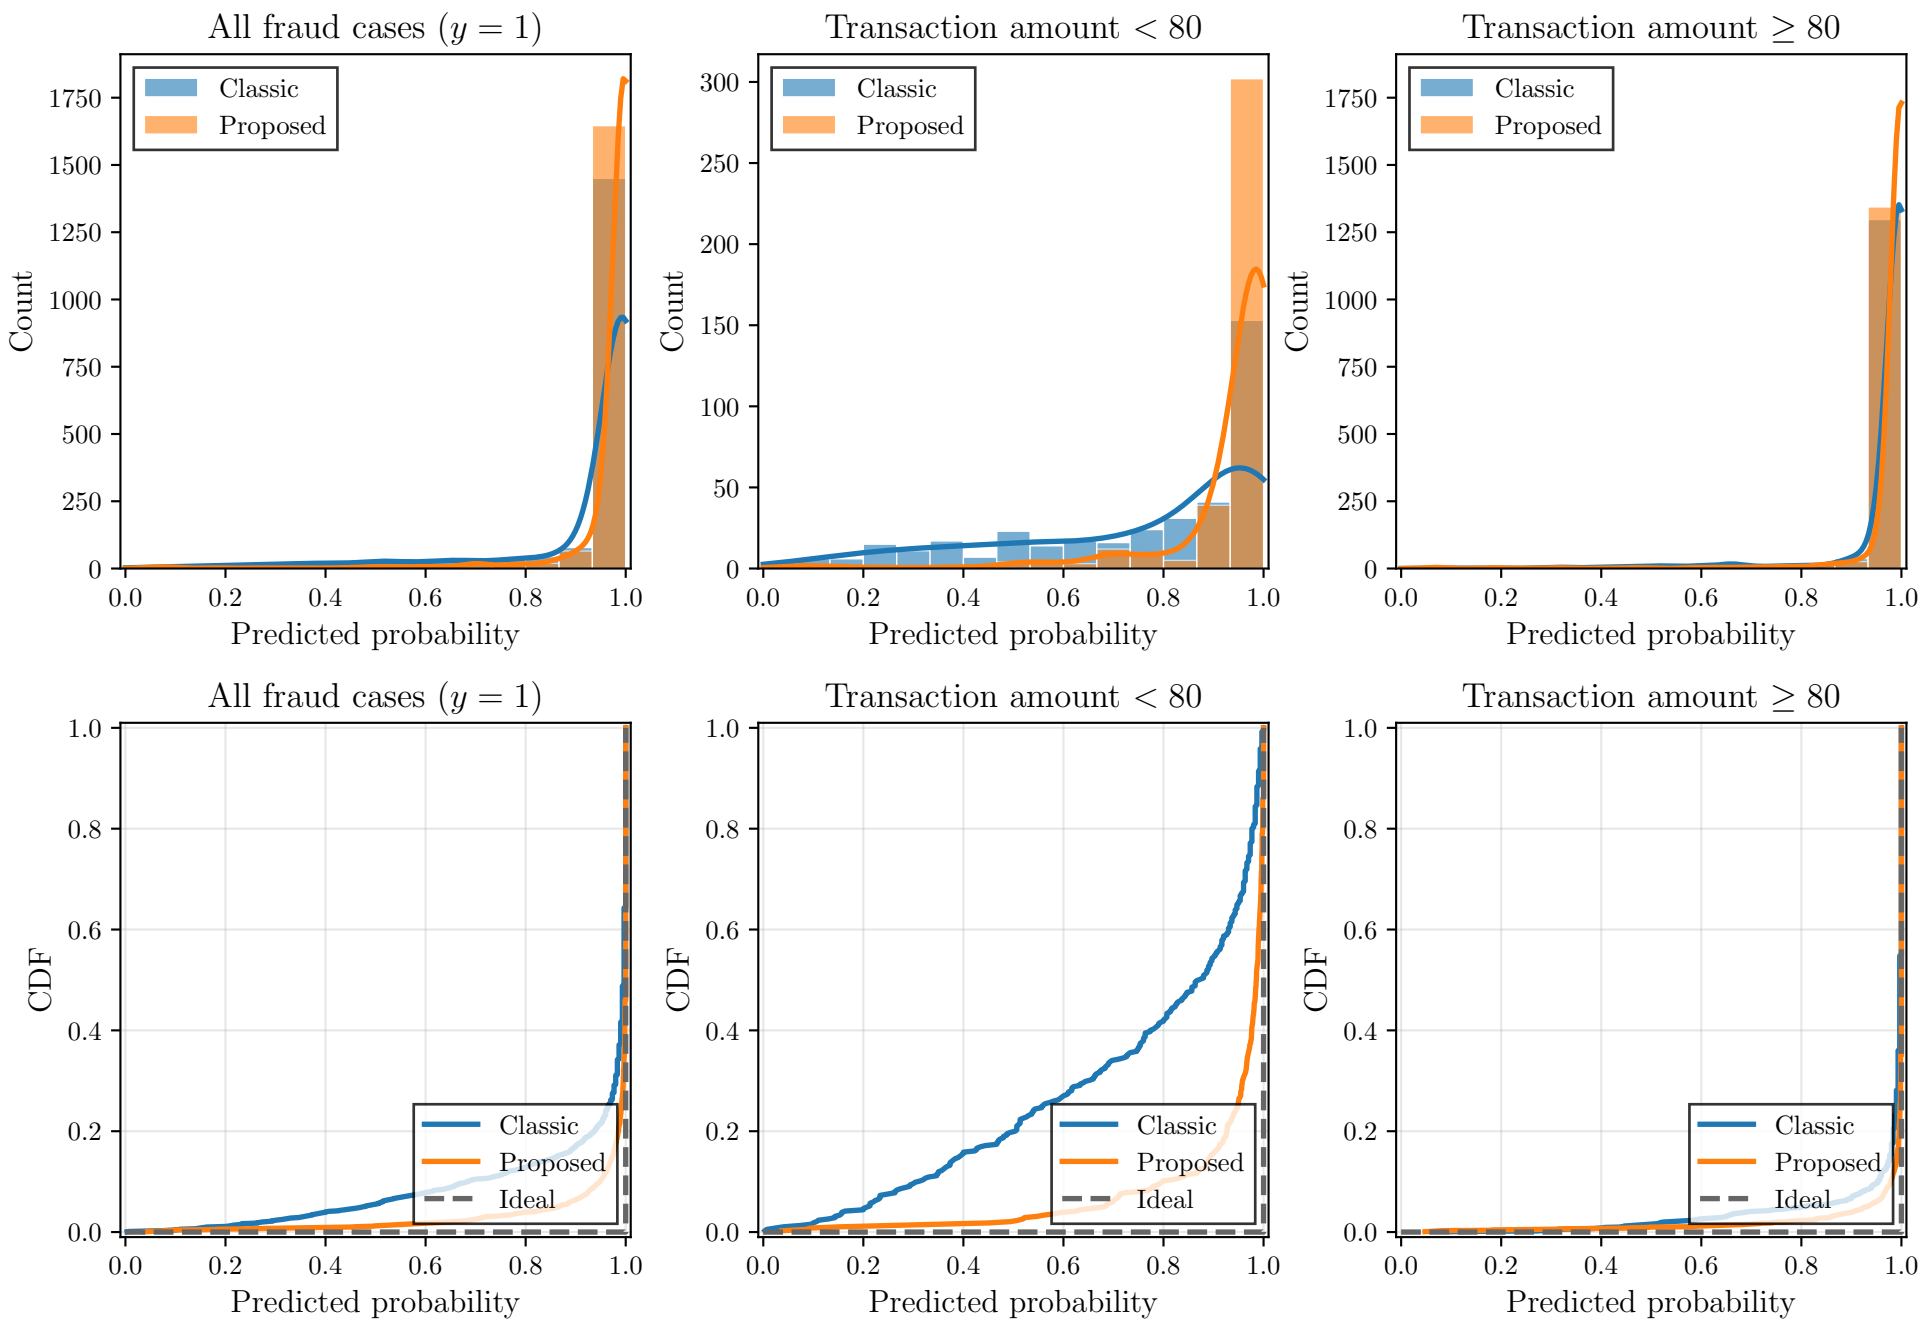 All fraud cases (y = 1)
Classic
Proposed
Count
1750
1500
1250
1000
750
500
250
0
0.0 0.2 0.4 0.6 0.8 1.0
Predicted probability
Transaction amount < 80
Classic
Proposed
Count
300
250
200
150
100
50
0
0.0 0.2 0.4 0.6 0.8 1.0
Predicted probability
Transaction amount ≥ 80
Classic
Proposed
Count
1750
1500
1250
1000
750
500
250
0
0.0 0.2 0.4 0.6 0.8 1.0
Predicted probability
All fraud cases (y = 1)
CDF
1.0
0.8
0.6
0.4
0.2
0.0
Classic
Proposed
Ideal
0.0 0.2 0.4 0.6 0.8 1.0
Predicted probability
Transaction amount < 80
CDF
1.0
0.8
0.6
0.4
0.2
0.0
Classic
Proposed
Ideal
0.0 0.2 0.4 0.6 0.8 1.0
Predicted probability
Transaction amount ≥ 80
CDF
1.0
0.8
0.6
0.4
0.2
0.0
Classic
Proposed
Ideal
0.0 0.2 0.4 0.6 0.8 1.0
Predicted probability